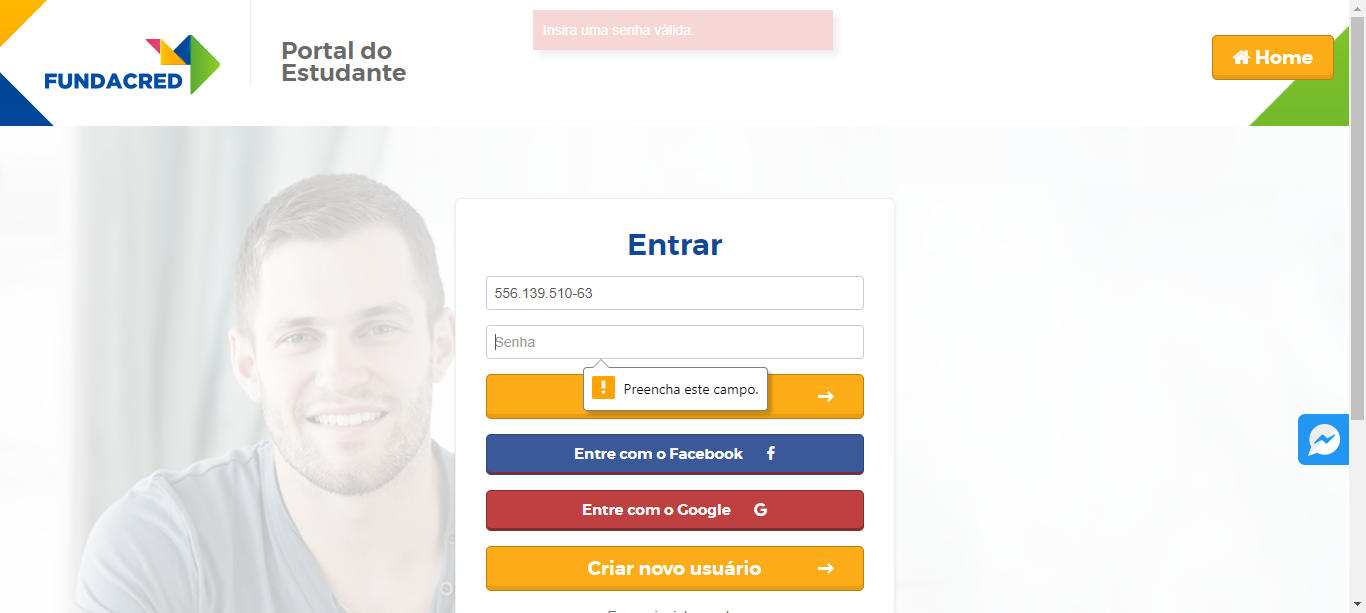 Insira uma senha válida.
FUNDACRED
Portal do
Estudante
Home
Entrar
556.139.510-63
Senha
Preencha este campo.
Entre com o Facebook
Entre com o Google
Criar novo usuário